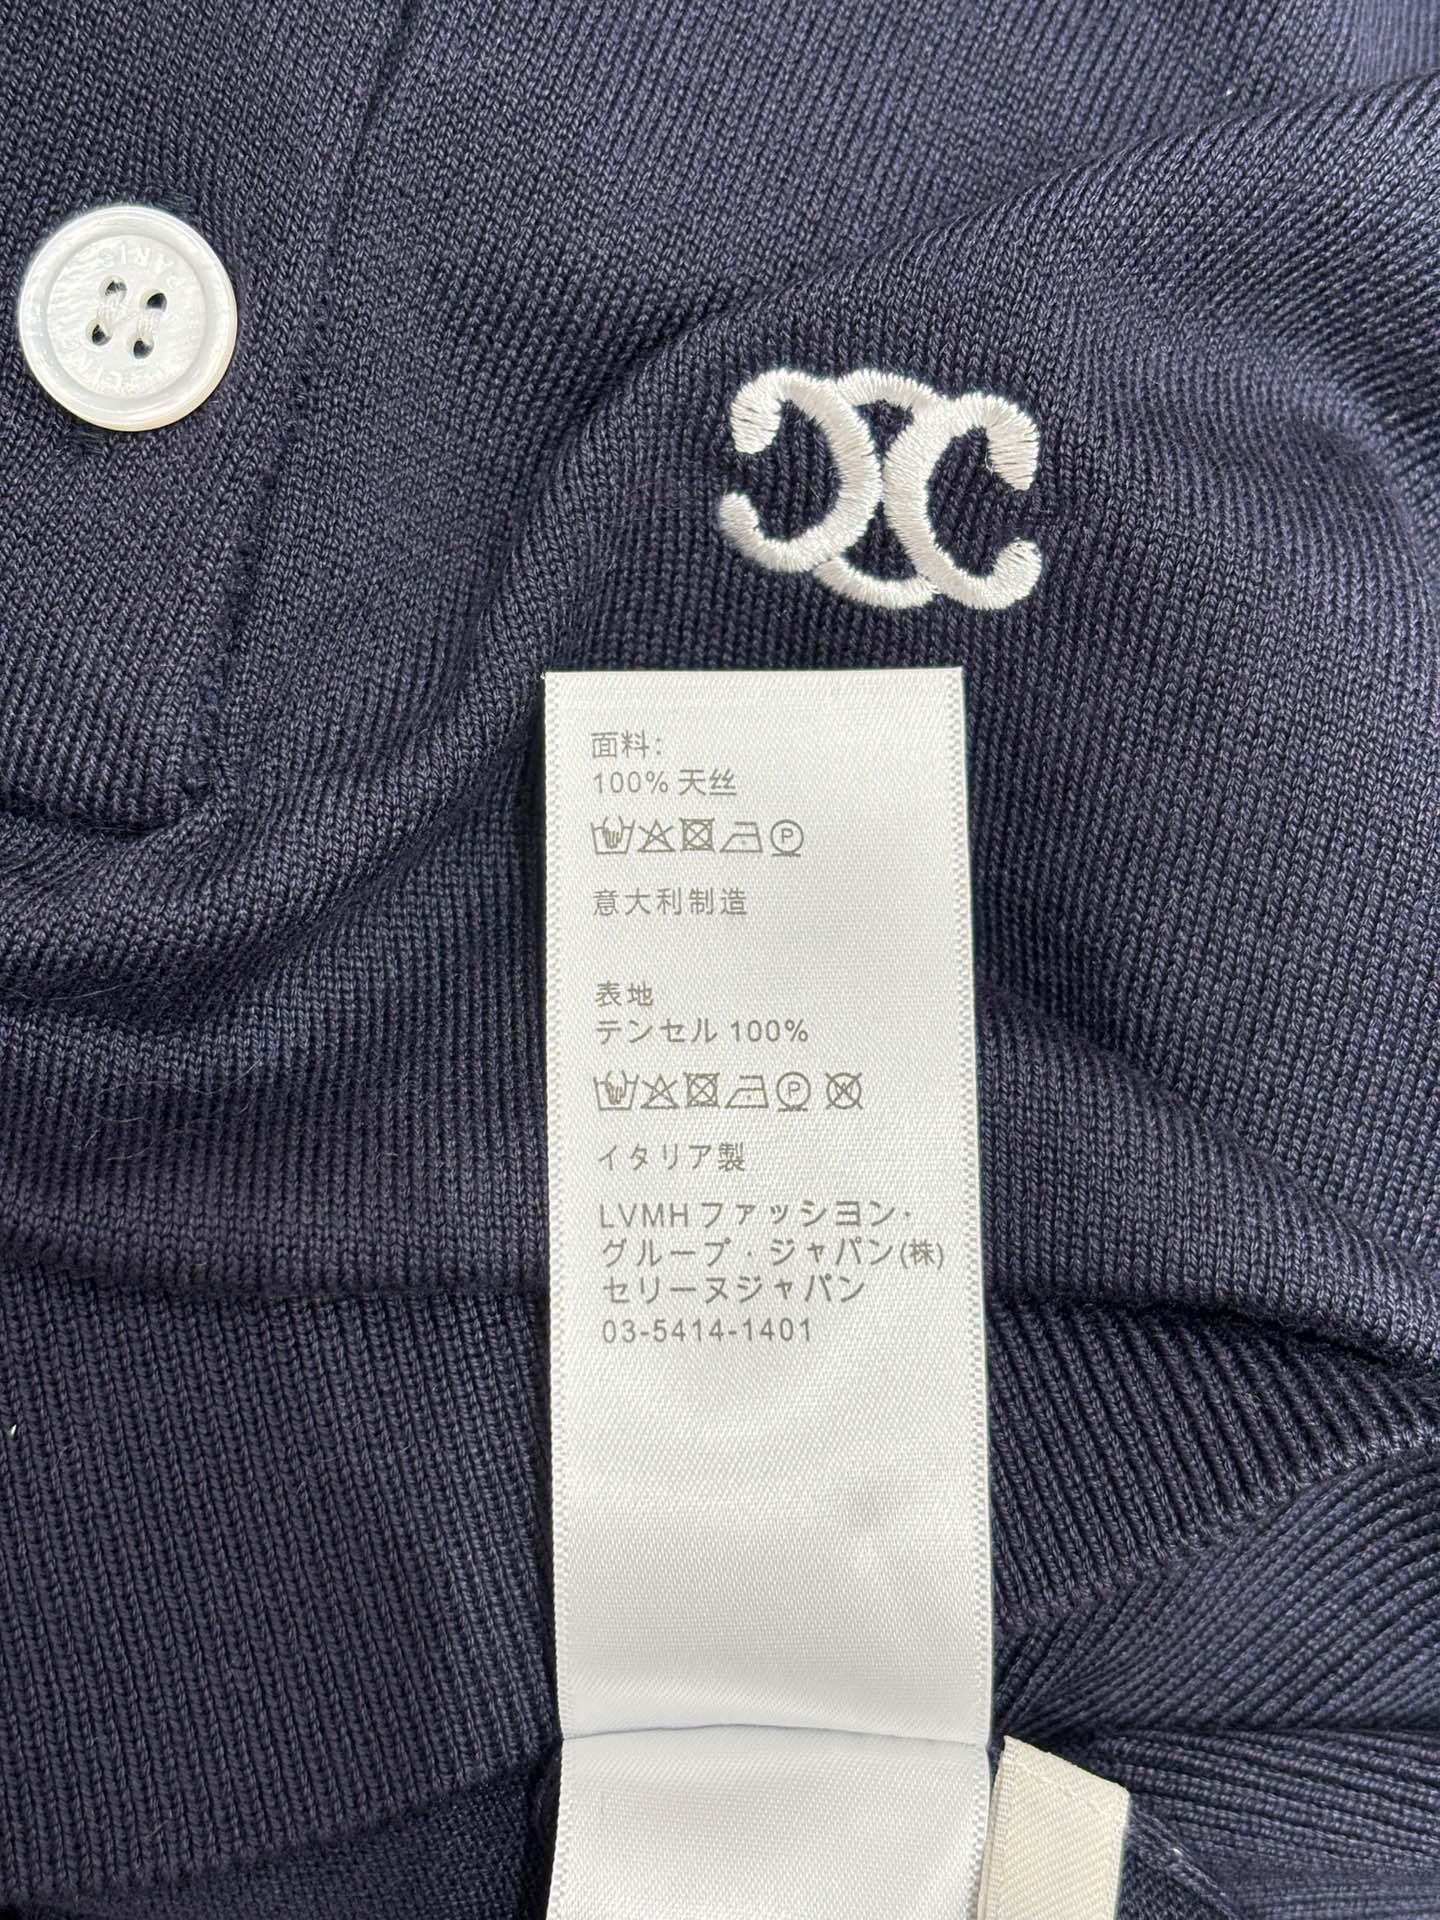 PARIS
面料:
100% 天丝
意大利制造
表地
テンセル 100%
イタリア製
LVMHファッション・
グループ・ジャパン(株)
セリーヌジャパン
03-5414-1401